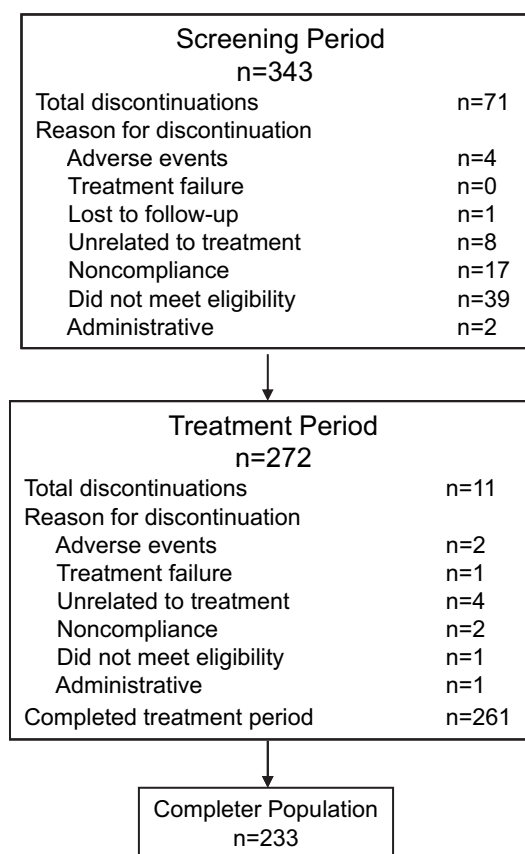 Screening Period
n=343
Total discontinuations n=71
Reason for discontinuation
Adverse events n=4
Treatment failure n=0
Lost to follow-up n=1
Unrelated to treatment n=8
Noncompliance n=17
Did not meet eligibility n=39
Administrative n=2
Treatment Period
n=272
Total discontinuations n=11
Reason for discontinuation
Adverse events n=2
Treatment failure n=1
Unrelated to treatment n=4
Noncompliance n=2
Did not meet eligibility n=1
Administrative n=1
Completed treatment period n=261
Completer Population
n=233